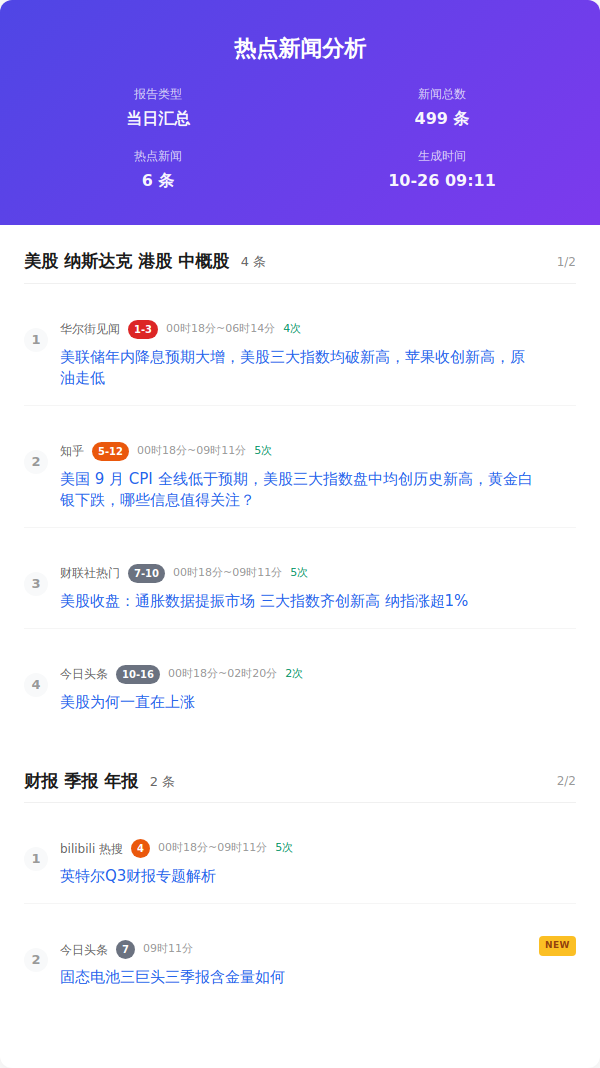 热点新闻分析
报告类型
新闻总数
当日汇总
499 条
热点新闻
生成时间
6 条
10-26 09:11
美股 纳斯达克 港股 中概股 4 条 1/2
1 华尔街见闻 1-3 00时18分~06时14分 4次
美联储年内降息预期大增，美股三大指数均破新高，苹果收创新高，原
油走低
2 知乎 5-12 00时18分~09时11分 5次
美国 9 月 CPI 全线低于预期，美股三大指数盘中均创历史新高，黄金白
银下跌，哪些信息值得关注？
3 财联社热门 7-10 00时18分~09时11分 5次
美股收盘：通胀数据提振市场 三大指数齐创新高 纳指涨超1%
4 今日头条 10-16 00时18分~02时20分 2次
美股为何一直在上涨
财报 季报 年报 2 条 2/2
1 bilibili 热搜 4 00时18分~09时11分 5次
英特尔Q3财报专题解析
2 今日头条 7 09时11分 NEW
固态电池三巨头三季报含金量如何